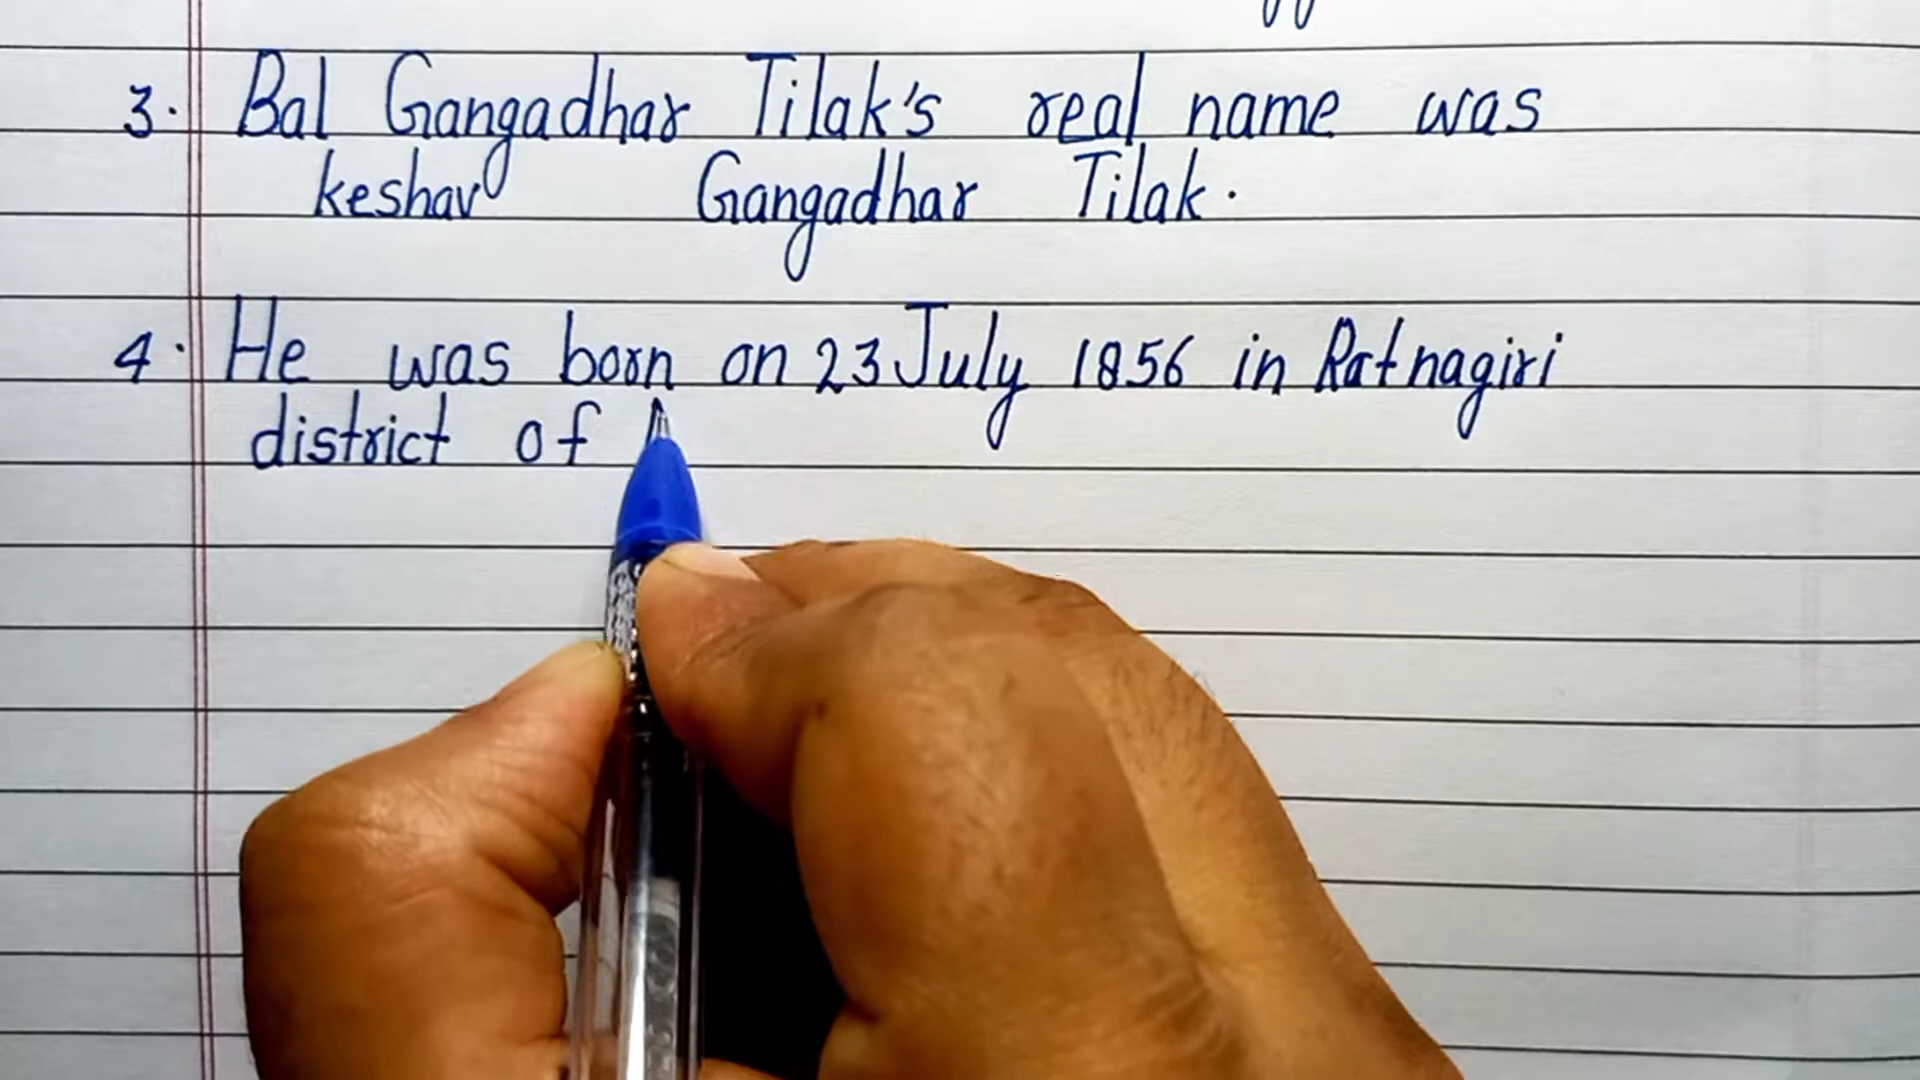 3. Bal Gangadhar Tilak's real name was
keshav Gangadhar Tilak.
4. He was born on 23 July 1856 in Ratnagiri
district of